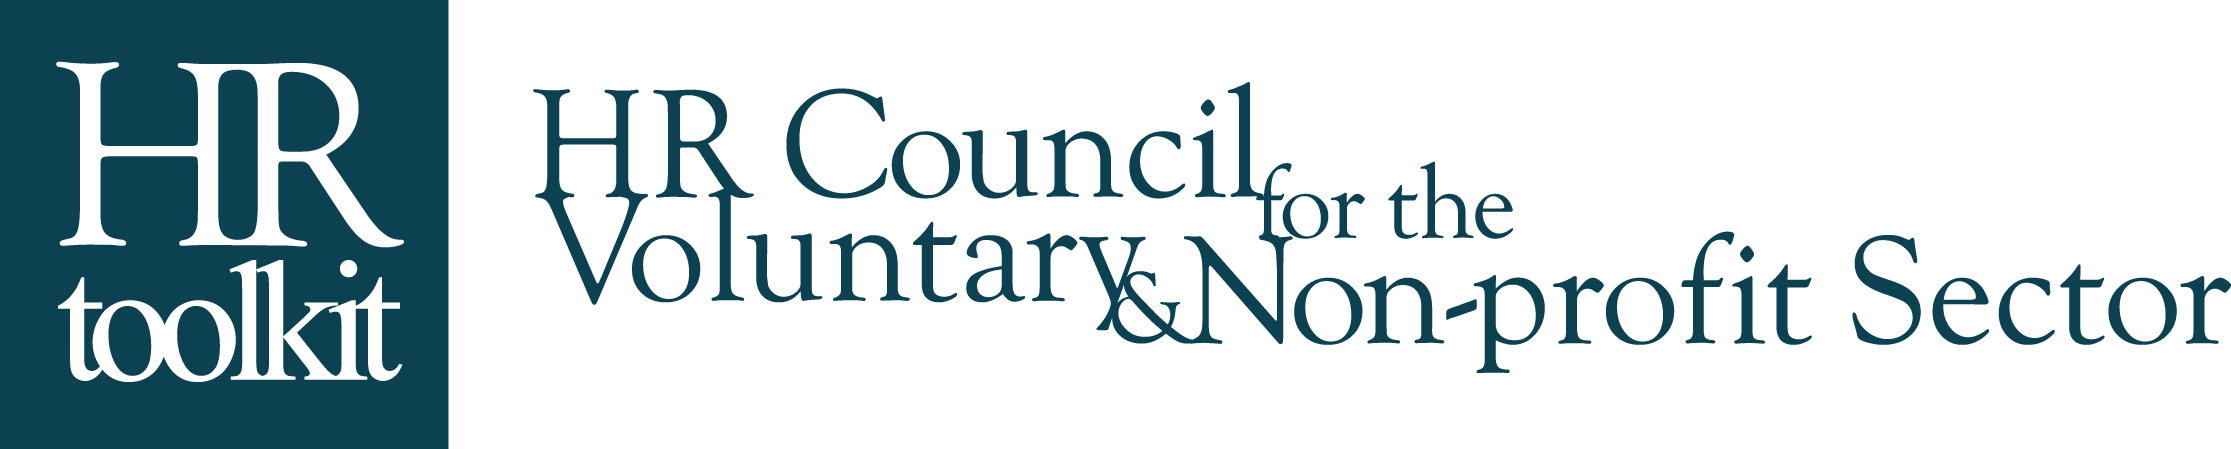 HR
toolkit
HR Council for the
Voluntary & Non-profit Sector